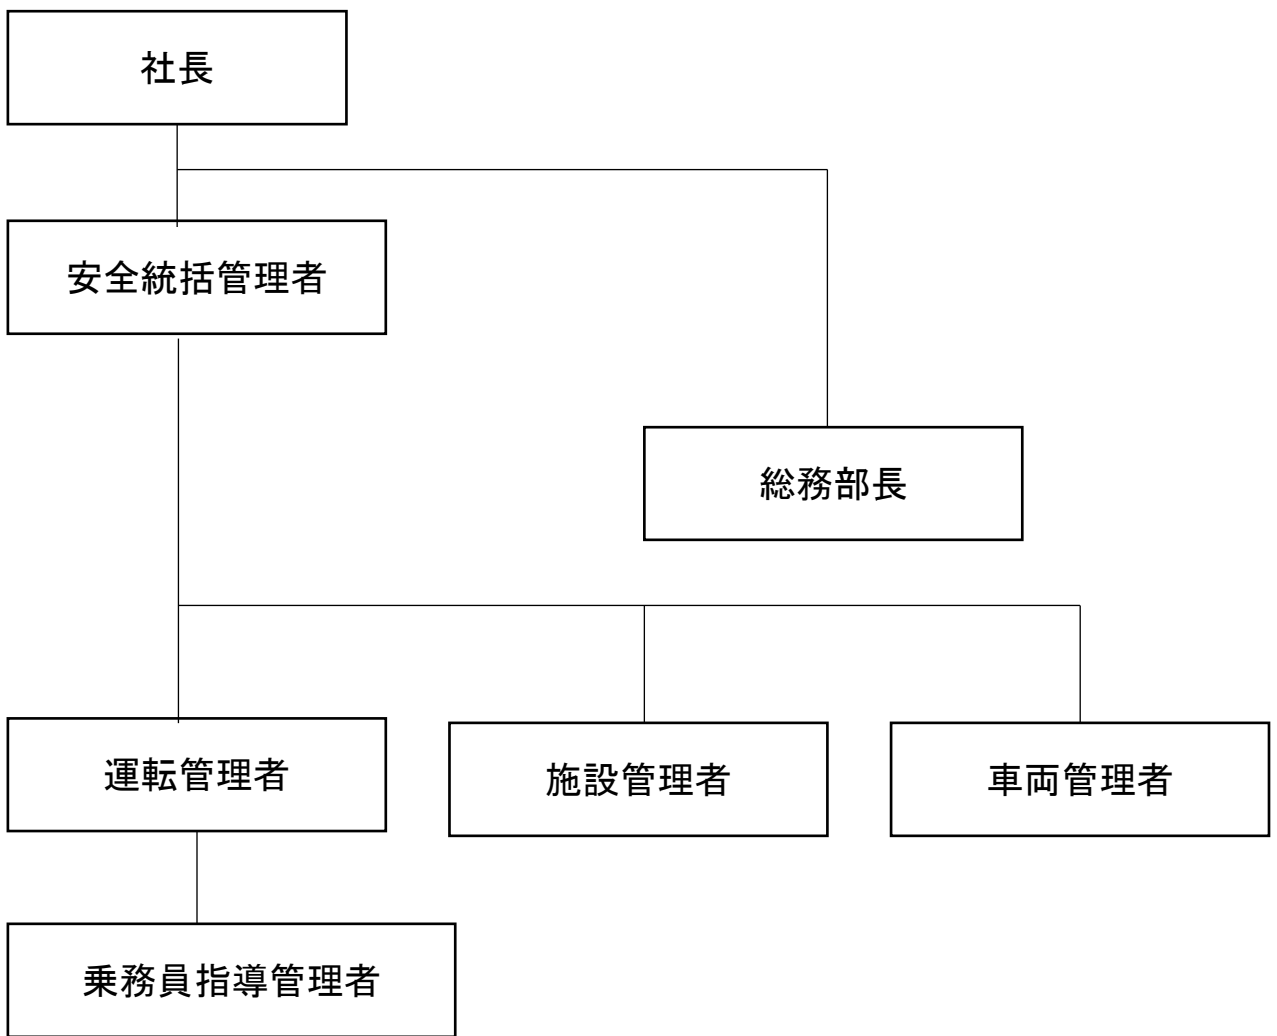 社長
安全統括管理者
総務部長
運転管理者
施設管理者
車両管理者
乗務員指導管理者